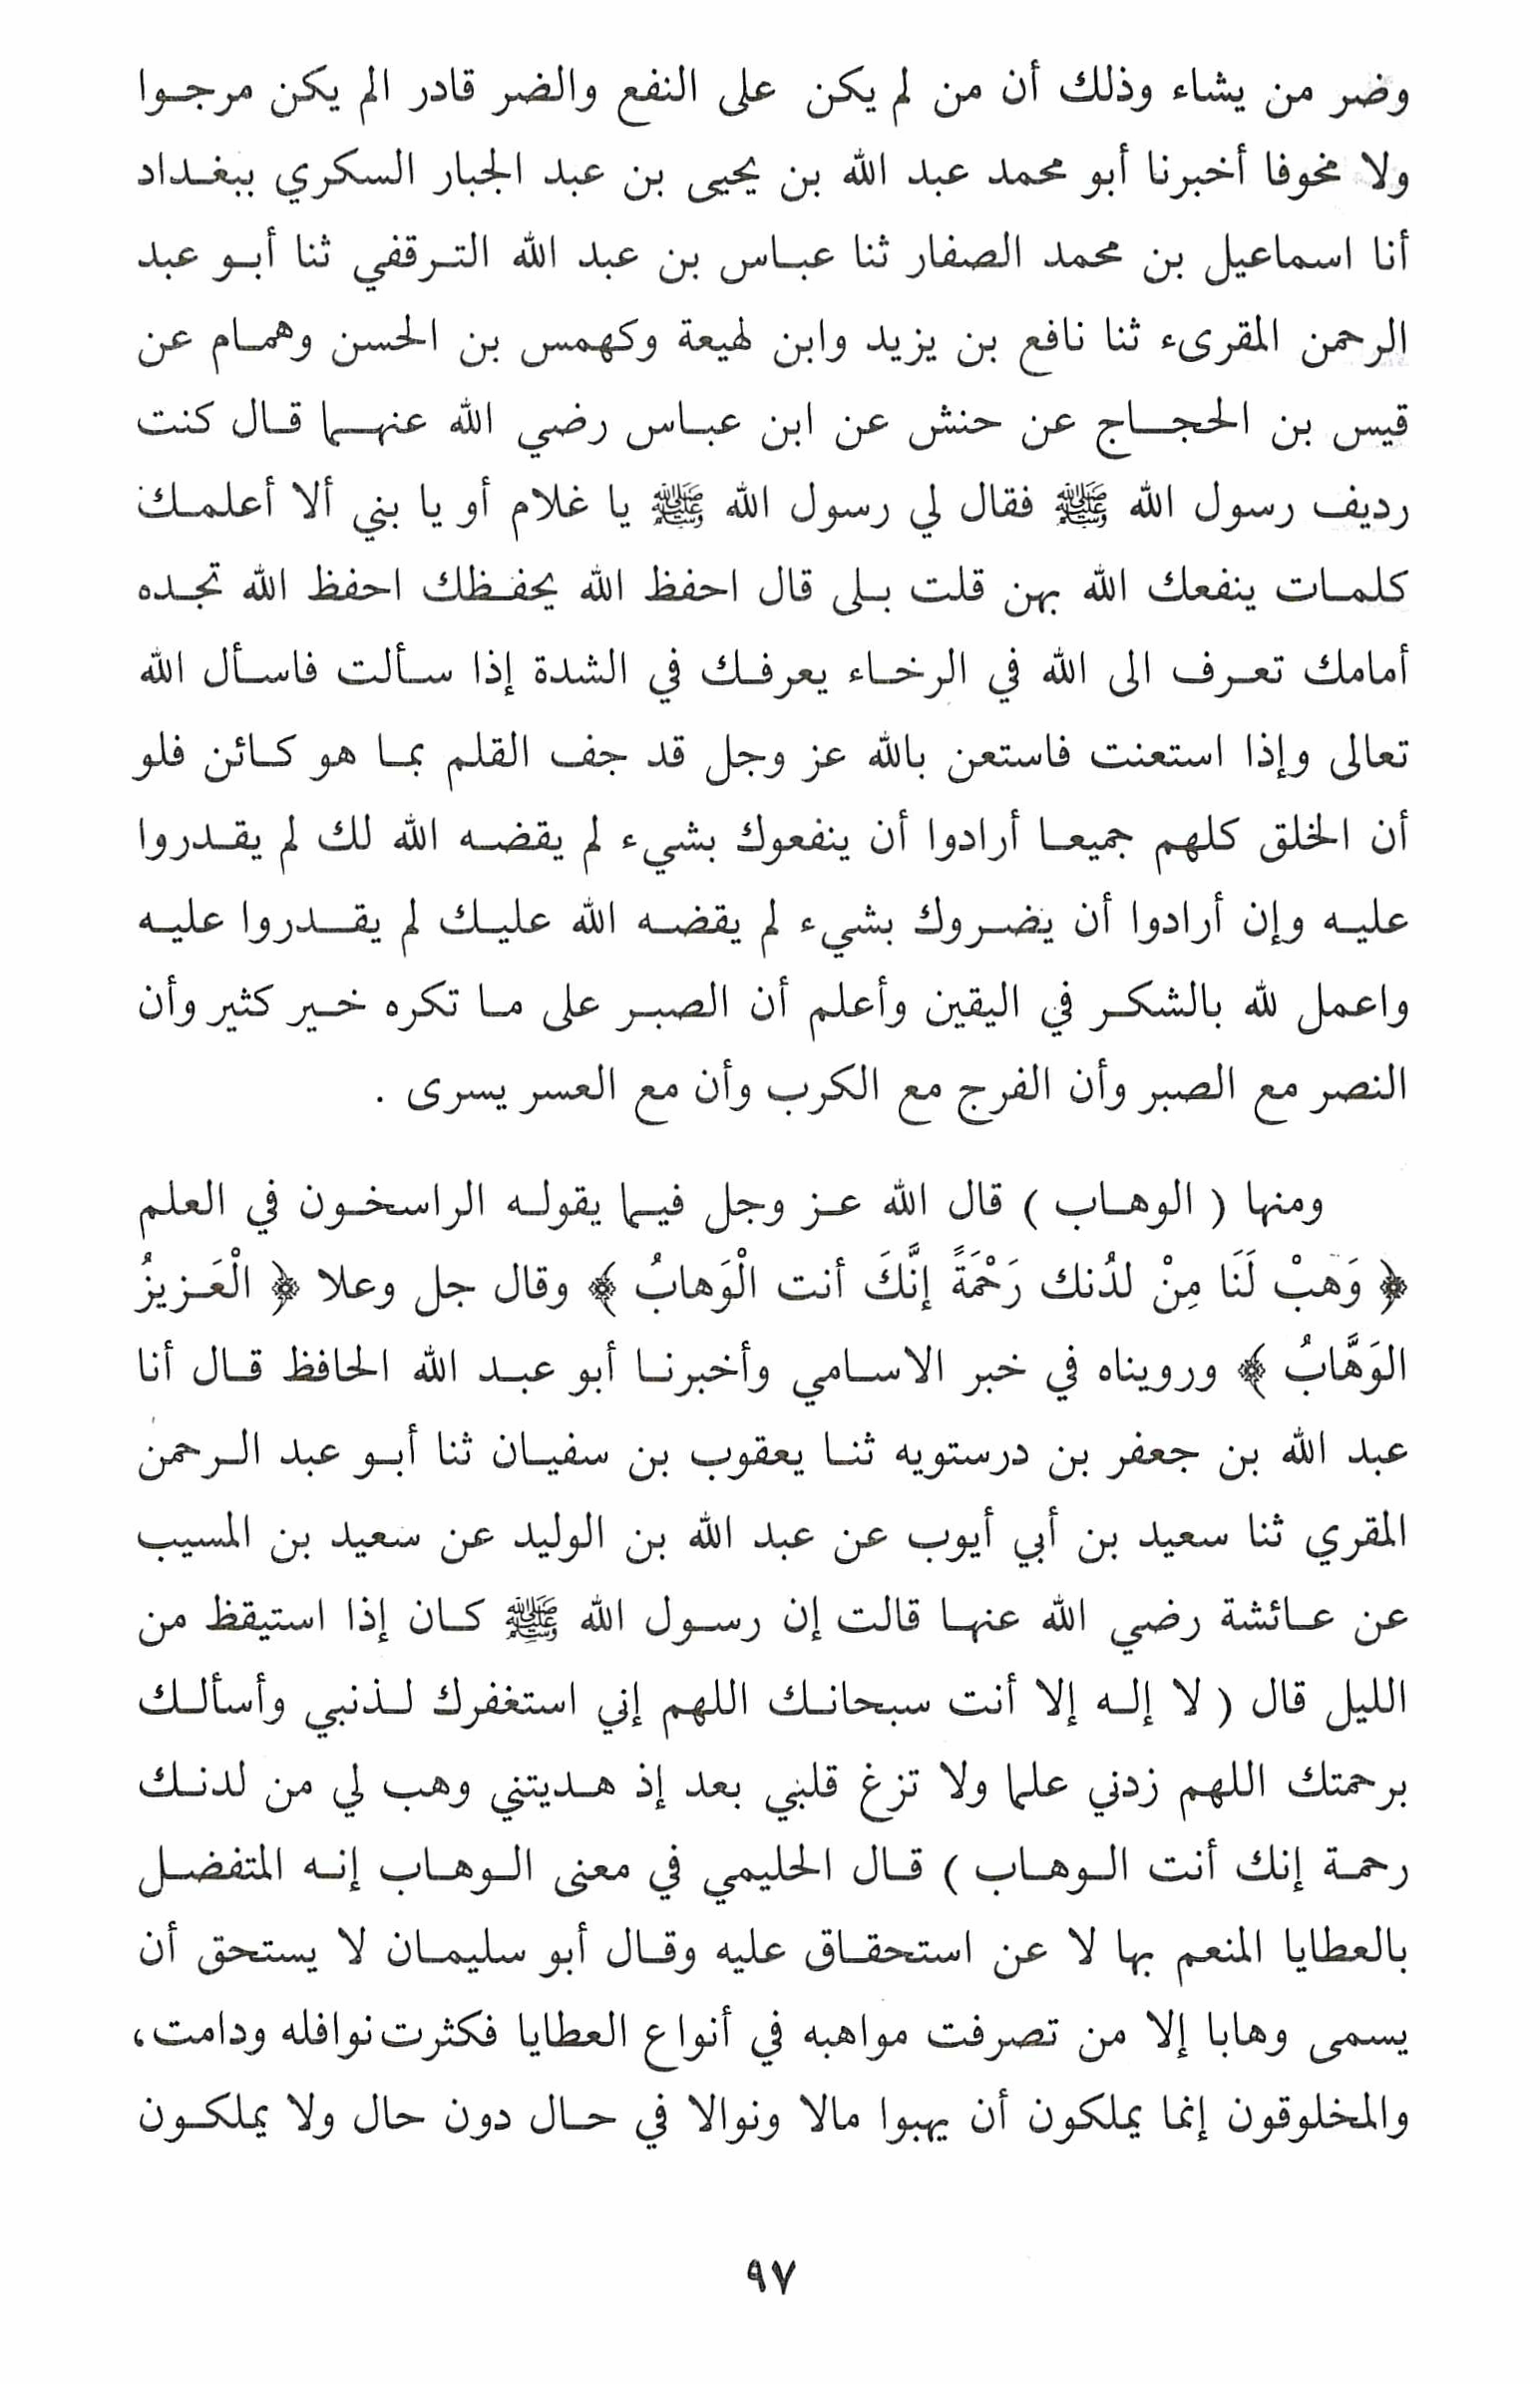 وضر من يشاء وذلك أن من لم يكن على النفع والضر قادر الم يكن مرجوا
ولا مخوفا أخبرنا أبو محمد عبد الله بن يحيى بن عبد الجبار السكري ببغداد
أنا اسماعيل بن محمد الصفار ثنا عباس بن عبد الله الترقفي ثنا أبو عبد
الرحمن المقرىء ثنا نافع بن يزيد وابن لهيعة وكهمس بن الحسن وهمام عن
قيس بن الحجاج عن حنش عن ابن عباس رضي الله عنهما قال كنت
رديف رسول الله ﷺ فقال لي رسول الله ﷺ يا غلام أو يا بني ألا أعلمك
كلمات ينفعك الله بهن قلت بلى قال احفظ الله يحفظك احفظ الله تجده
أمامك تعرف الى الله في الرخاء يعرفك في الشدة إذا سألت فاسأل الله
تعالى وإذا استعنت فاستعن بالله عز وجل قد جف القلم بما هو كائن فلو
أن الخلق كلهم جميعا أرادوا أن ينفعوك بشيء لم يقضه الله لك لم يقدروا
عليه وإن أرادوا أن يضروك بشيء لم يقضه الله عليك لم يقدروا عليه
واعمل لله بالشكر في اليقين وأعلم أن الصبر على ما تكره خير كثير وأن
النصر مع الصبر وأن الفرج مع الكرب وأن مع العسر يسرى .
ومنها ( الوهاب ) قال الله عز وجل فيما يقوله الراسخون في العلم
﴿ وَهبْ لَنَا مِنْ لدُنك رَحْمَةً إنَّكَ أنت الْوَهابُ ﴾ وقال جل وعلا ﴿ الْعَزيزُ
الوَهَّابُ ﴾ ورويناه في خبر الاسامي وأخبرنا أبو عبد الله الحافظ قال أنا
عبد الله بن جعفر بن درستويه ثنا يعقوب بن سفيان ثنا أبو عبد الرحمن
المقري ثنا سعيد بن أبي أيوب عن عبد الله بن الوليد عن سعيد بن المسيب
عن عائشة رضي الله عنها قالت إن رسول الله ﷺ كان إذا استيقظ من
الليل قال ( لا إله إلا أنت سبحانك اللهم إني استغفرك لذنبي وأسألك
برحمتك اللهم زدني علما ولا تزغ قلبي بعد إذ هديتني وهب لي من لدنك
رحمة إنك أنت الوهاب ) قال الحليمي في معنى الوهاب إنه المتفضل
بالعطايا المنعم بها لا عن استحقاق عليه وقال أبو سليمان لا يستحق أن
يسمى وهابا إلا من تصرفت مواهبه في أنواع العطايا فكثرت نوافله ودامت،
والمخلوقون إنما يملكون أن يهبوا مالا ونوالا في حال دون حال ولا يملكون
٩٧